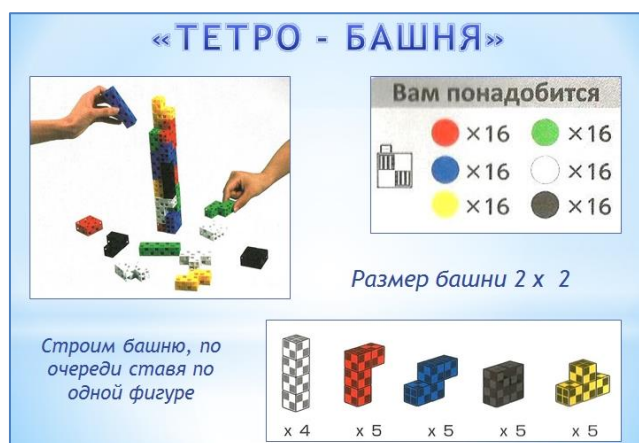 «ТЕТРО - БАШНЯ»
Вам понадобится
×16 ×16
×16 ×16
×16 ×16
Размер башни 2 х 2
Строим башню, по
очереди ставя по
одной фигуре
x 4 x 5 x 5 x 5 x 5